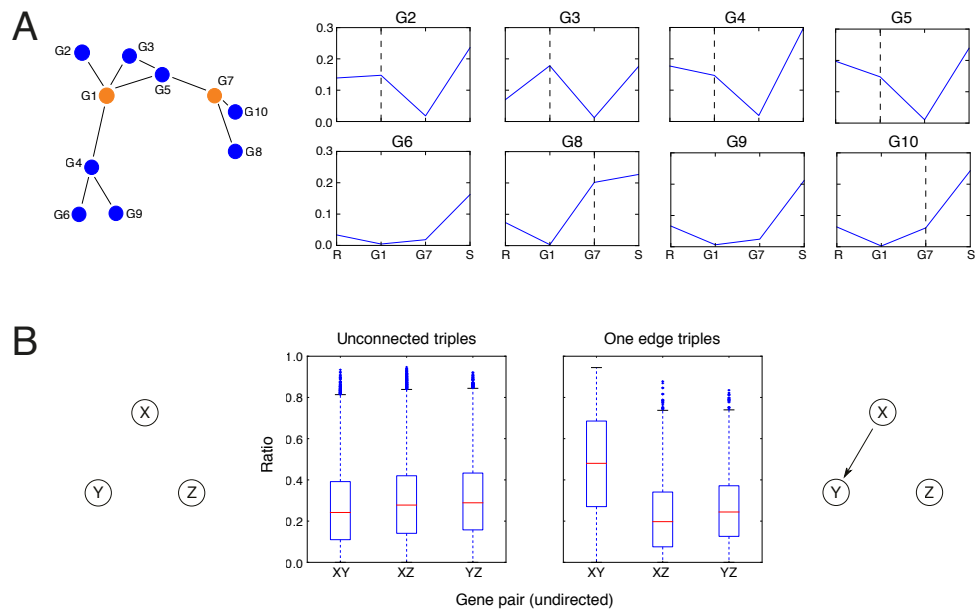 A
G2
G3
G5
G1
G7
G10
G8
G4
G6
G9
G2
G3
G4
G5
0.3
0.2
0.1
0.0
G6
G8
G9
G10
0.3
0.2
0.1
0.0
R G1 G7 S
R G1 G7 S
R G1 G7 S
R G1 G7 S
B
Unconnected triples
One edge triples
X
Y
Z
Ratio
1.0
0.8
0.6
0.4
0.2
0.0
XY XZ YZ
XY XZ YZ
Gene pair (undirected)
X
Y
Z